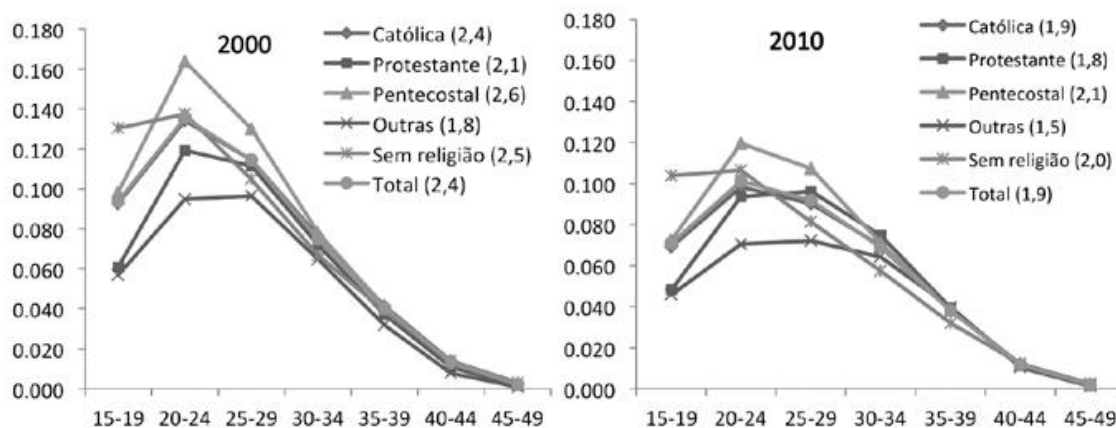 2000
0.180
0.160
0.140
0.120
0.100
0.080
0.060
0.040
0.020
0.000
Católica (2,4)
Protestante (2,1)
Pentecostal (2,6)
Outras (1,8)
Sem religião (2,5)
Total (2,4)
15-19 20-24 25-29 30-34 35-39 40-44 45-49
2010
0.180
0.160
0.140
0.120
0.100
0.080
0.060
0.040
0.020
0.000
Católica (1,9)
Protestante (1,8)
Pentecostal (2,1)
Outras (1,5)
Sem religião (2,0)
Total (1,9)
15-19 20-24 25-29 30-34 35-39 40-44 45-49